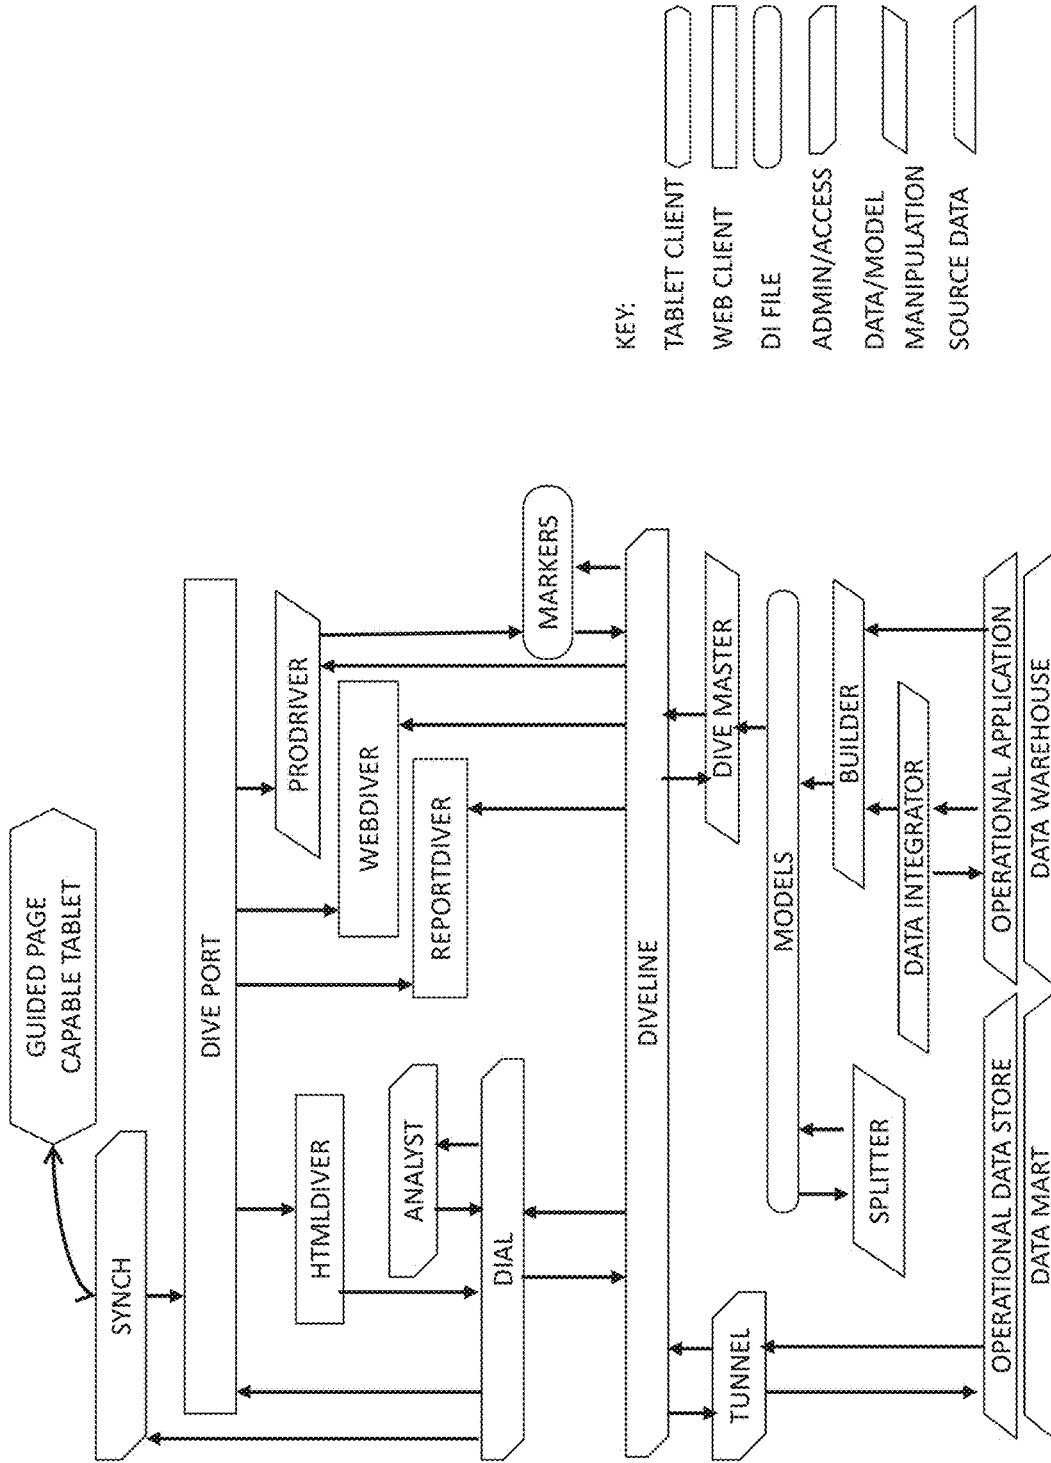 GUIDED PAGE
CAPABLE TABLET
SYNCH
DIVE PORT
PRODRIVER
HTMLDIVER
WEBDIVER
ANALYST
REPORTDIVER
DIAL
MARKERS
DIVELINE
TUNNEL
DIVE MASTER
MODELS
SPLITTER
BUILDER
DATA INTEGRATOR
OPERATIONAL DATA STORE
OPERATIONAL APPLICATION
DATA MART
DATA WAREHOUSE
KEY:
TABLET CLIENT
WEB CLIENT
DI FILE
ADMIN/ACCESS
DATA/MODEL
MANIPULATION
SOURCE DATA